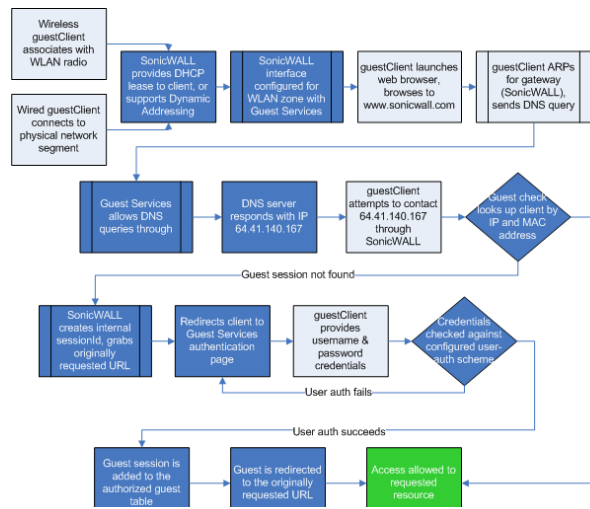 Wireless
guestClient
associates with
WLAN radio
Wired guestClient
connects to
physical network
segment
SonicWALL
provides DHCP
lease to client, or
supports Dynamic
Addressing
SonicWALL
interface
configured for
WLAN zone with
Guest Services
guestClient launches
web browser,
browses to
www.sonicwall.com
guestClient ARPs
for gateway
(SonicWALL),
sends DNS query
Guest Services
allows DNS
queries through
DNS server
responds with IP
64.41.140.167
guestClient
attempts to contact
64.41.140.167
through
SonicWALL
Guest check
looks up client by
IP and MAC
address
Guest session not found
SonicWALL
creates internal
sessionId, grabs
originally
requested URL
Redirects client to
Guest Services
authentication
page
guestClient
provides
username &
password
credentials
Credentials
checked against
configured user-
auth scheme
User auth fails
User auth succeeds
Guest session is
added to the
authorized guest
table
Guest is redirected
to the originally
requested URL
Access allowed to
requested
resource